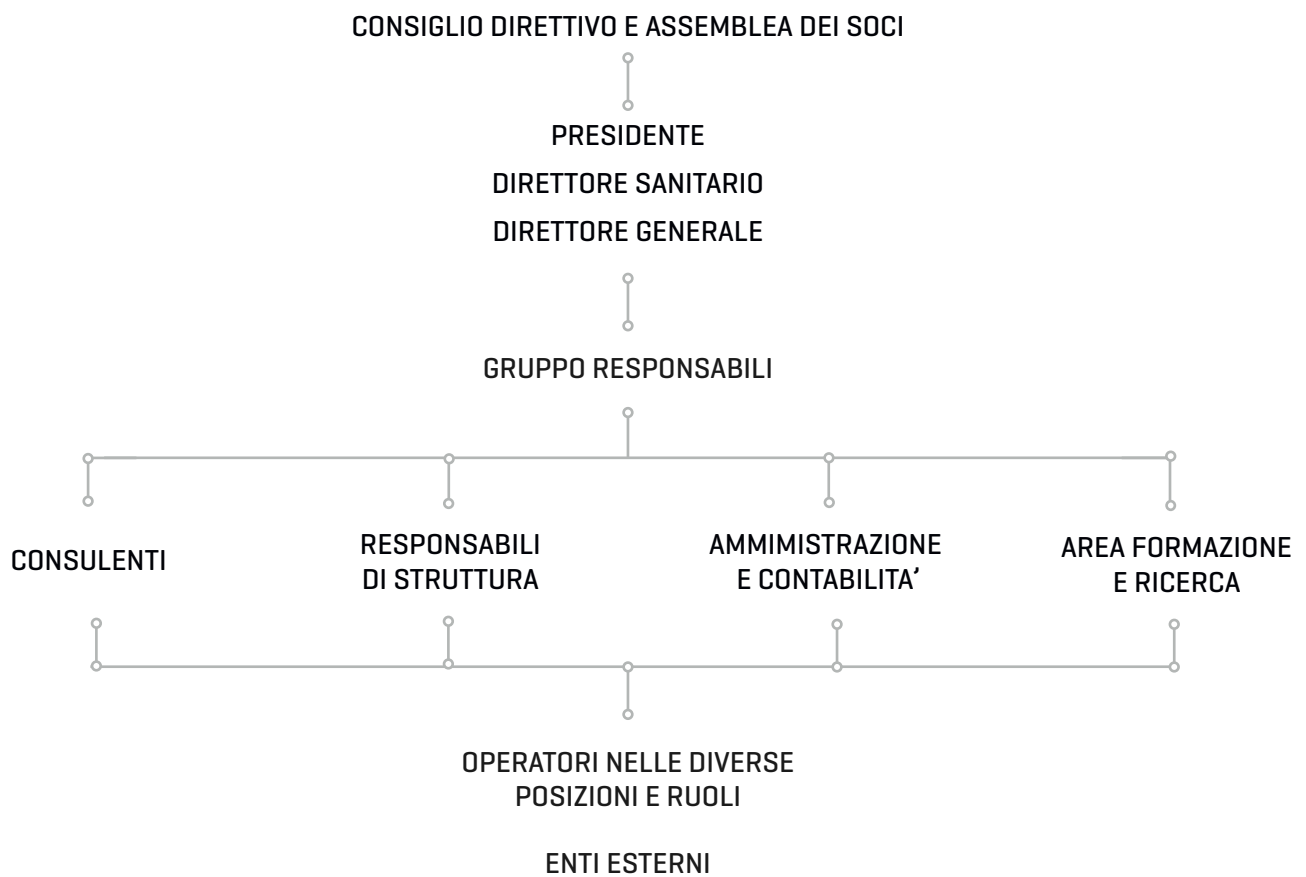 CONSIGLIO DIRETTIVO E ASSEMBLEA DEI SOCI
PRESIDENTE
DIRETTORE SANITARIO
DIRETTORE GENERALE
GRUPPO RESPONSABILI
CONSULENTI
RESPONSABILI
DI STRUTTURA
AMMIMISTRAZIONE
E CONTABILITA’
AREA FORMAZIONE
E RICERCA
OPERATORI NELLE DIVERSE
POSIZIONI E RUOLI
ENTI ESTERNI